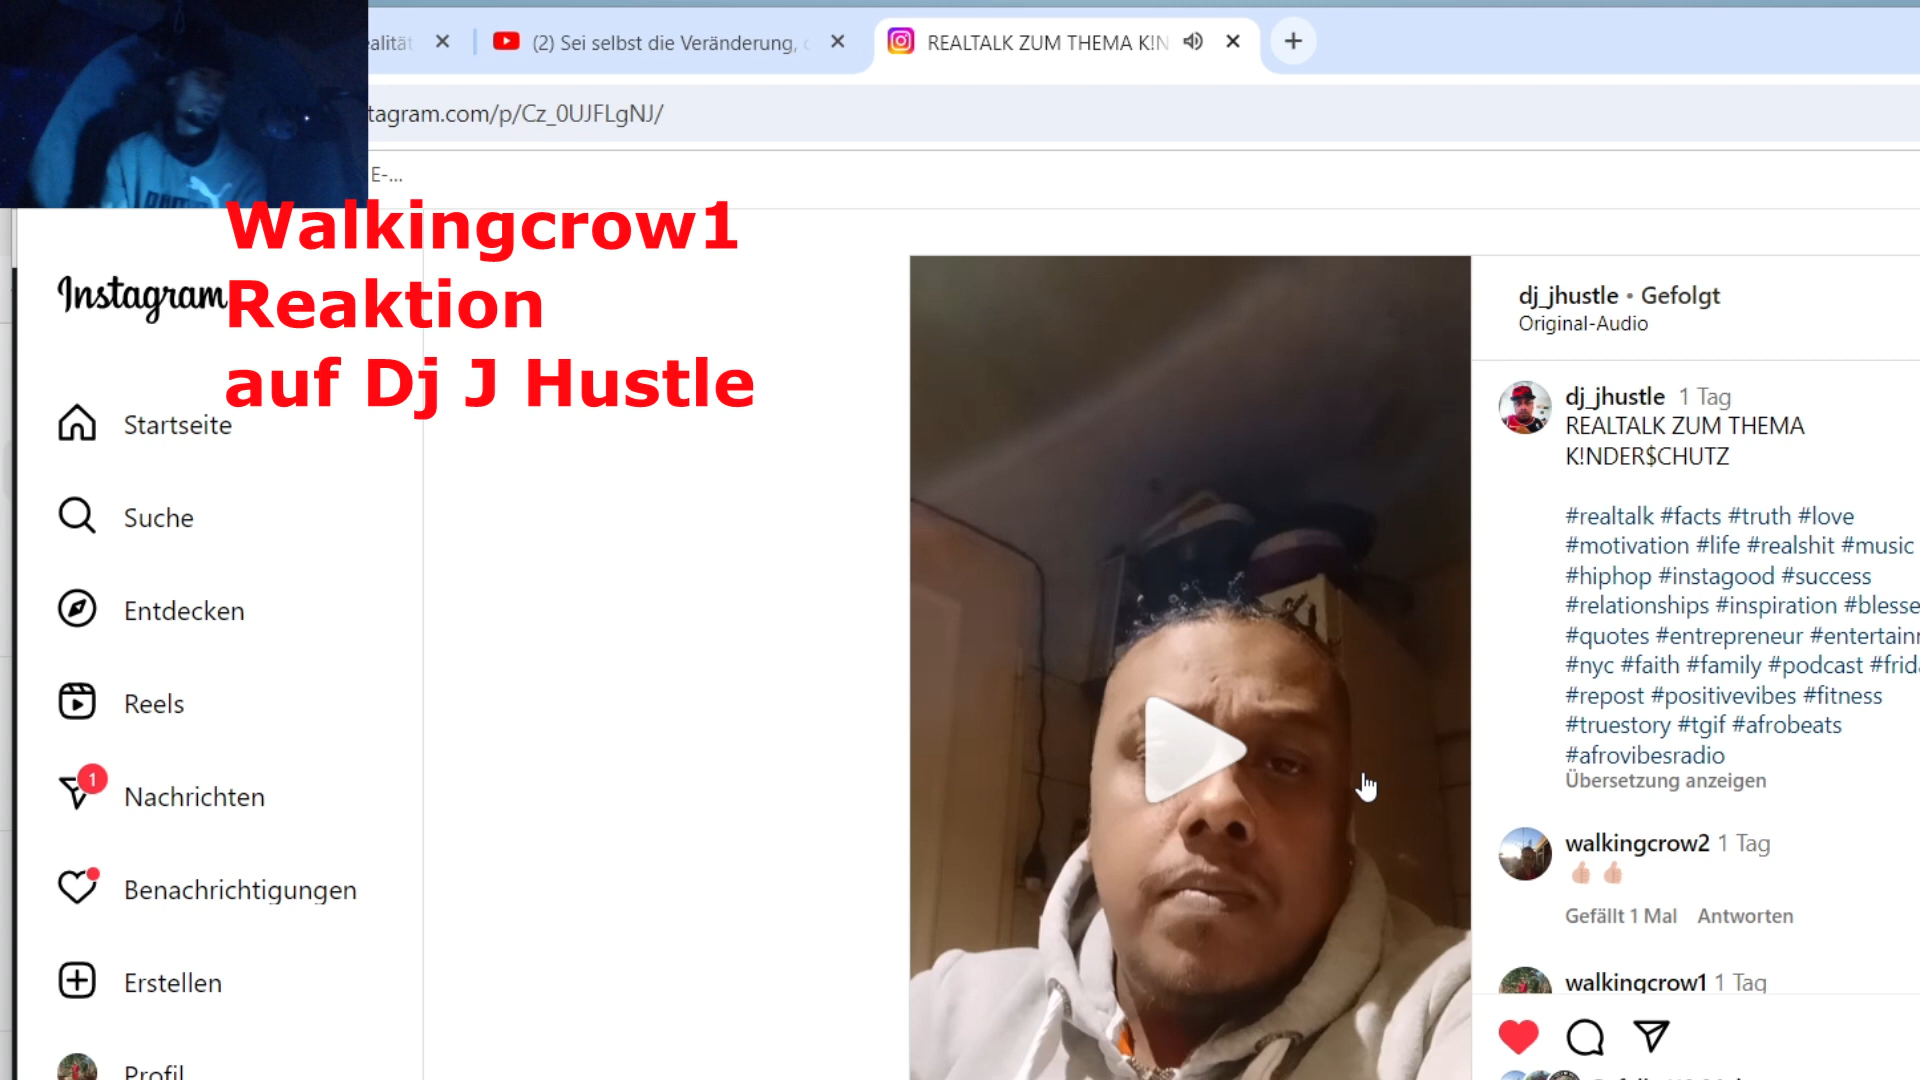 alität
(2) Sei selbst die Veränderung,
REALTALK ZUM THEMA K!N
tagram.com/p/Cz_0UJFLgNJ/
E-...
Walkingcrow1
Reaktion
auf Dj J Hustle
Instagram
Startseite
Suche
Entdecken
Reels
1
Nachrichten
Benachrichtigungen
Erstellen
Profil
dj_jhustle • Gefolgt
Original-Audio
dj_jhustle 1 Tag
REALTALK ZUM THEMA
K!NDER$CHUTZ
#realtalk #facts #truth #love
#motivation #life #realshit #music
#hiphop #instagood #success
#relationships #inspiration #blesse
#quotes #entrepreneur #entertain
#nyc #faith #family #podcast #frid
#repost #positivevibes #fitness
#truestory #tgif #afrobeats
#afrovibesradio
Übersetzung anzeigen
walkingcrow2 1 Tag
👍🏼 👍🏼
Gefällt 1 Mal Antworten
walkingcrow1 1 Tag